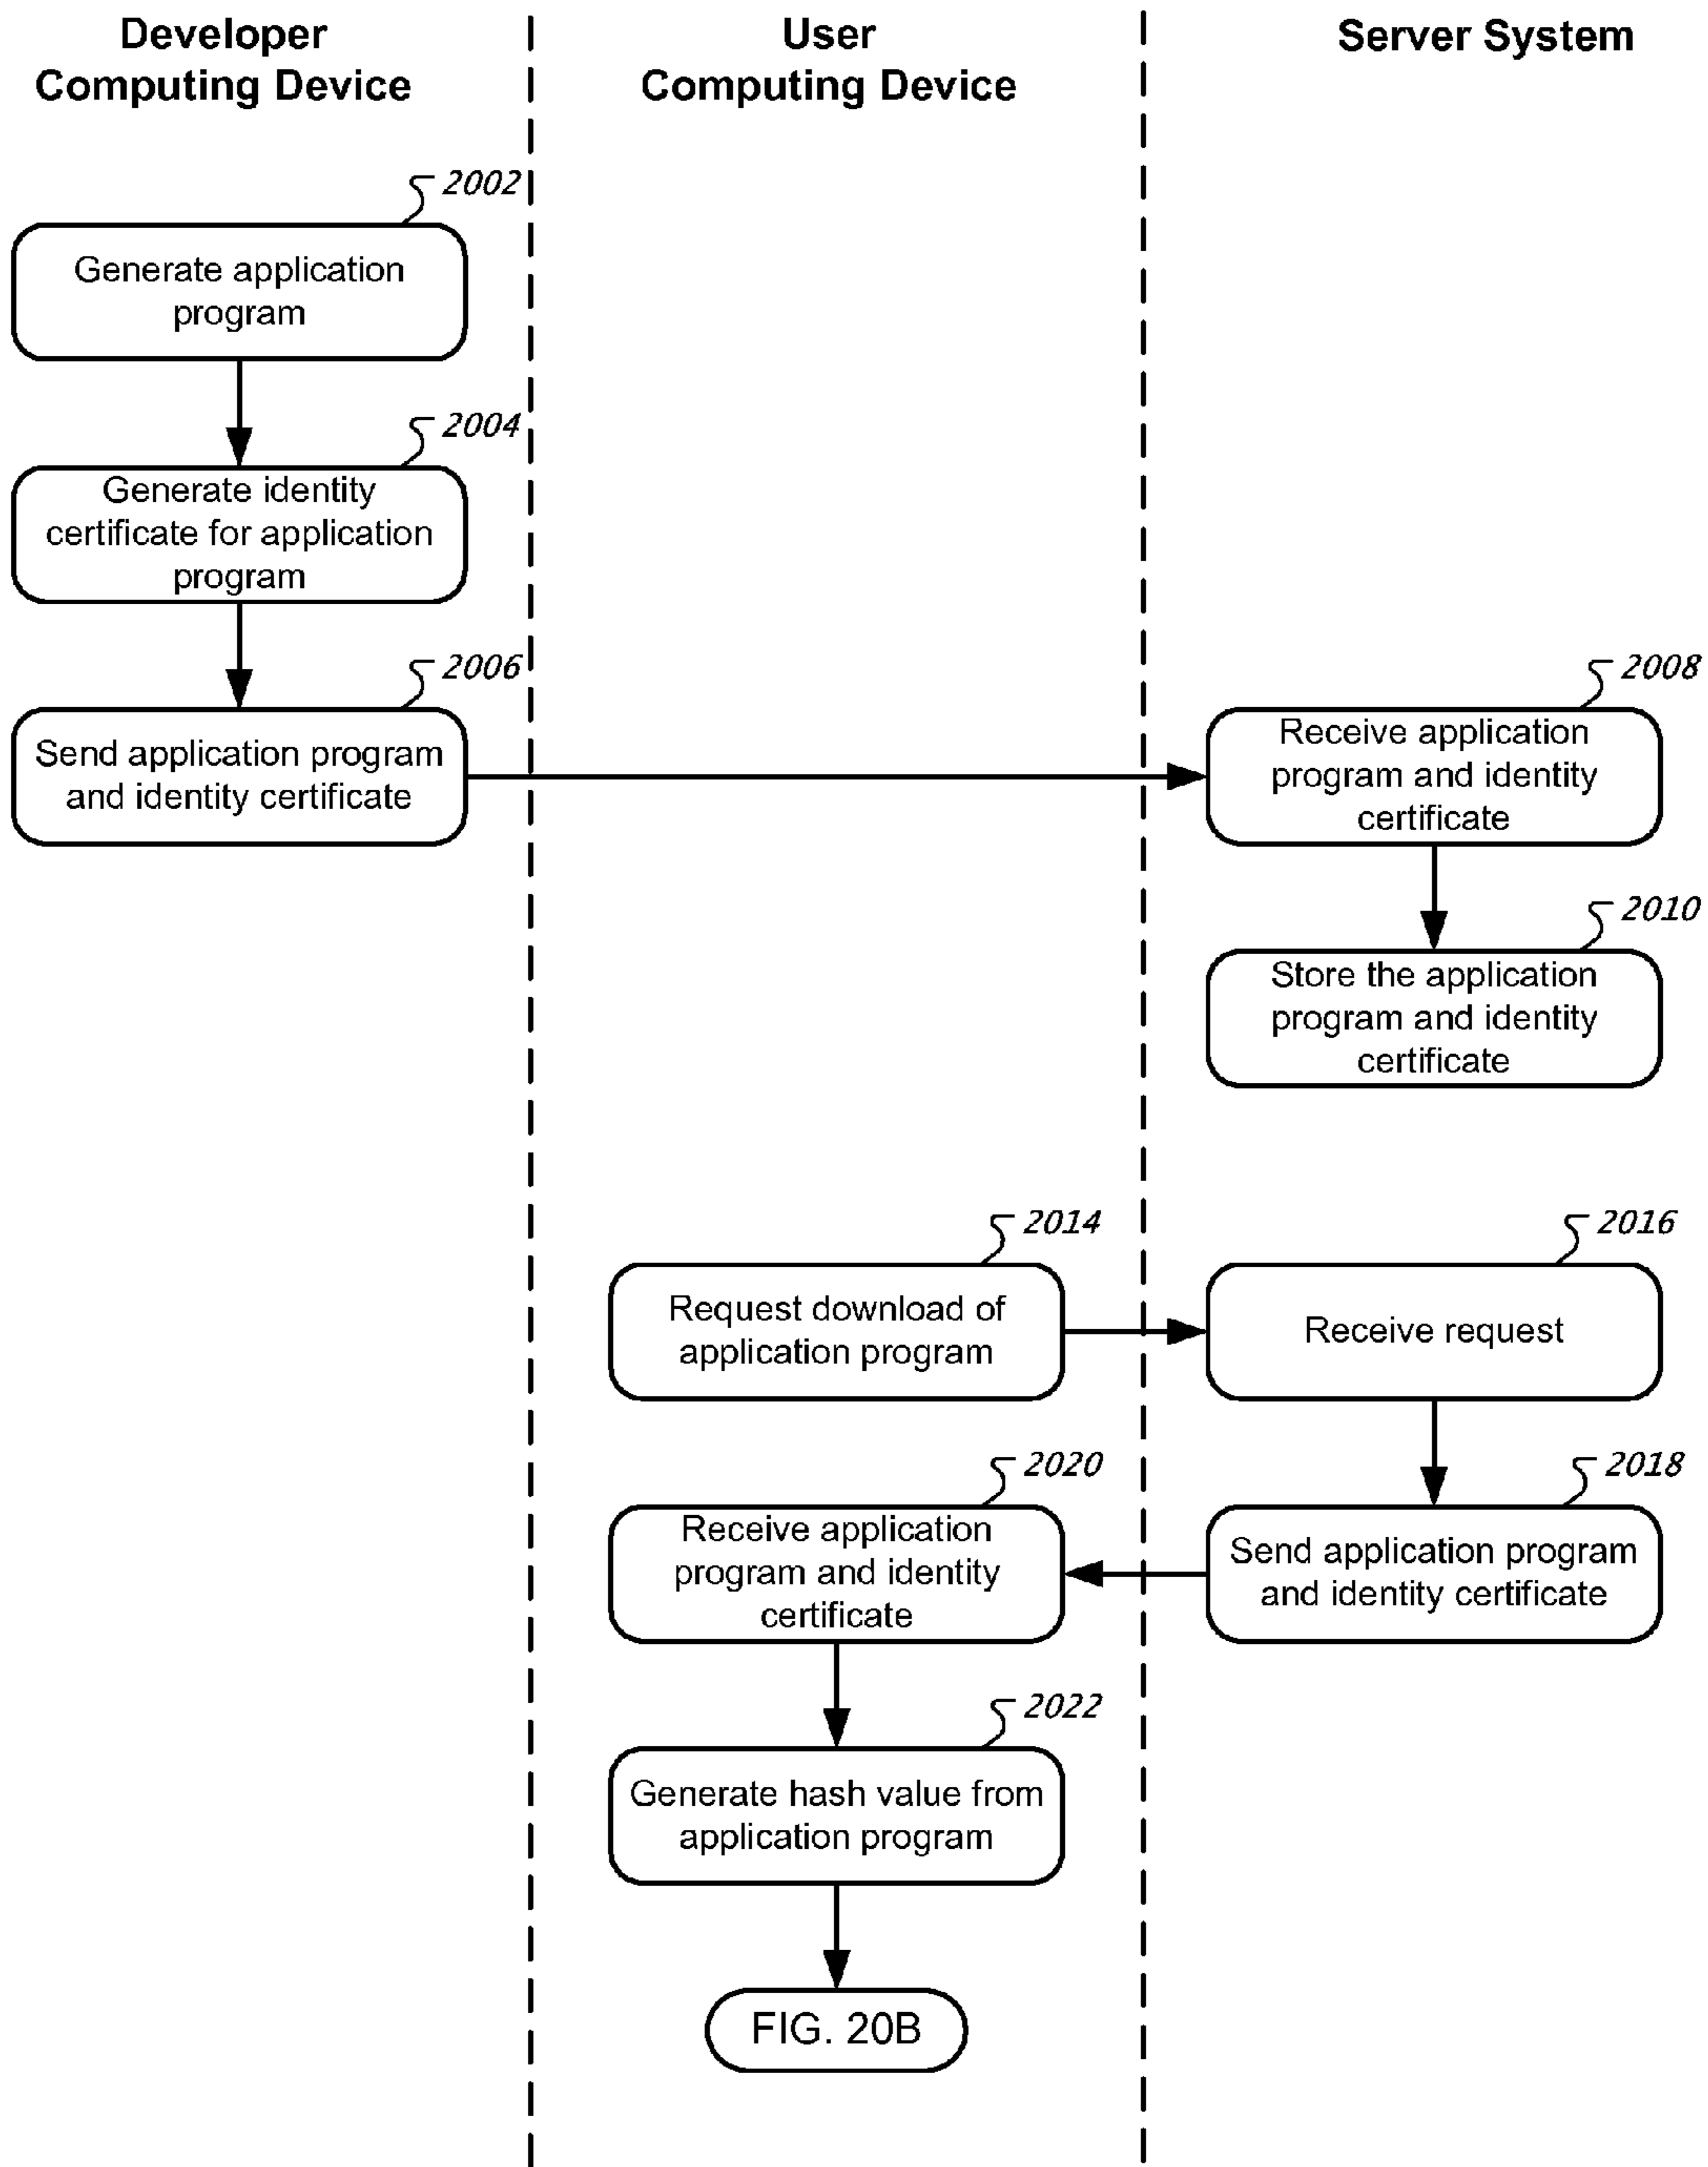 Developer
Computing Device
User
Computing Device
Server System
2002
Generate application
program
2004
Generate identity
certificate for application
program
2006
Send application program
and identity certificate
2008
Receive application
program and identity
certificate
2010
Store the application
program and identity
certificate
2014
Request download of
application program
2016
Receive request
2018
Send application program
and identity certificate
2020
Receive application
program and identity
certificate
2022
Generate hash value from
application program
FIG. 20B